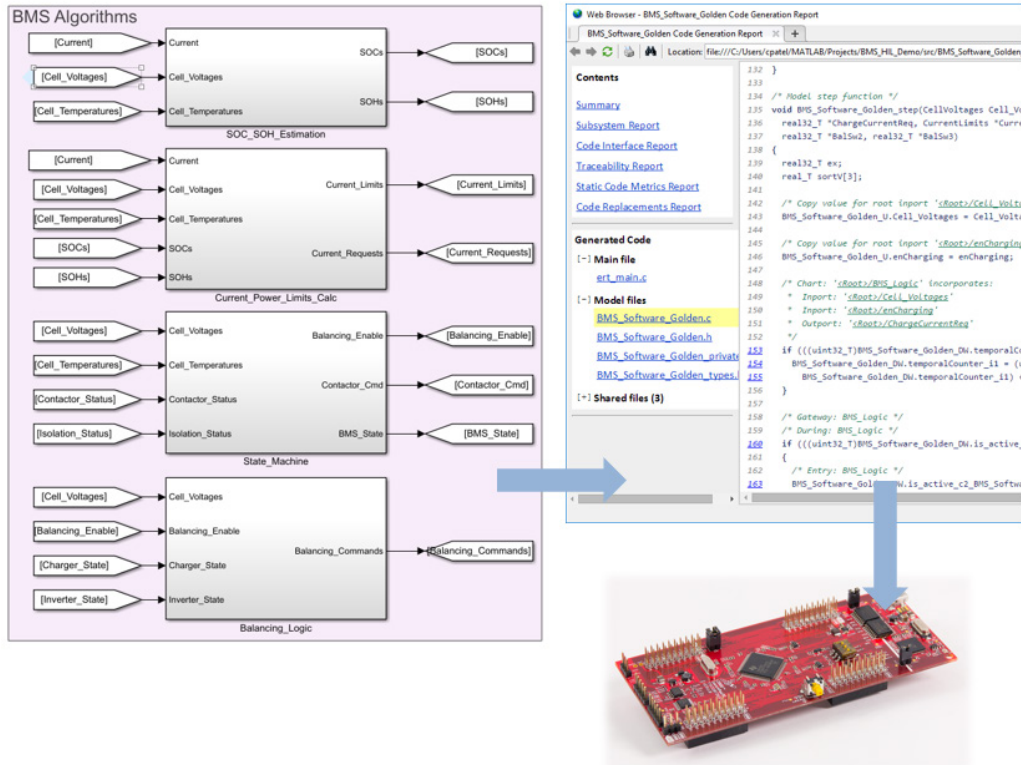 BMS Algorithms
[Current]
Current
SOCs
[SOCs]
[Cell_Voltages]
Cell_Voltages
[Cell_Temperatures]
Cell_Temperatures
SOHs
[SOHs]
SOC_SOH_Estimation
[Current]
Current
[Cell_Voltages]
Cell_Voltages
Current_Limits
[Current_Limits]
[Cell_Temperatures]
Cell_Temperatures
[SOCs]
SOCs
Current_Requests
[Current_Requests]
[SOHs]
SOHs
Current_Power_Limits_Calc
[Cell_Voltages]
Cell_Voltages
Balancing_Enable
[Balancing_Enable]
[Cell_Temperatures]
Cell_Temperatures
Contactor_Cmd
[Contactor_Cmd]
[Contactor_Status]
Contactor_Status
[Isolation_Status]
Isolation_Status
BMS_State
[BMS_State]
State_Machine
[Cell_Voltages]
Cell_Voltages
[Balancing_Enable]
Balancing_Enable
Balancing_Commands
[Balancing_Commands]
[Charger_State]
Charger_State
[Inverter_State]
Inverter_State
Balancing_Logic
Web Browser - BMS_Software_Golden Code Generation Report
BMS_Software_Golden Code Generation Report
Location: file:///C:/Users/cpatel/MATLAB/Projects/BMS_HIL_Demo/src/BMS_Software_Golden
Contents
Summary
Subsystem Report
Code Interface Report
Traceability Report
Static Code Metrics Report
Code Replacements Report
Generated Code
[-] Main file
ert_main.c
[-] Model files
BMS_Software_Golden.c
BMS_Software_Golden.h
BMS_Software_Golden_private
BMS_Software_Golden_types.
[+] Shared files (3)
132 }
133
134 /* Model step function */
135 void BMS_Software_Golden_step(CellVoltages Cell_Vo
136 real32_T *ChargeCurrentReq, CurrentLimits *Curre
137 real32_T *BalSw2, real32_T *BalSw3)
138 {
139 real32_T ex;
140 real_T sortV[3];
141
142 /* Copy value for root inport '<Root>/Cell_Volta
143 BMS_Software_Golden_U.Cell_Voltages = Cell_Volta
144
145 /* Copy value for root inport '<Root>/enCharging
146 BMS_Software_Golden_U.enCharging = enCharging;
147
148 /* Chart: '<Root>/BMS_Logic' incorporates:
149 * Inport: '<Root>/Cell_Voltages'
150 * Inport: '<Root>/enCharging'
151 * Outport: '<Root>/ChargeCurrentReq'
152 */
153 if (((uint32_T)BMS_Software_Golden_DW.temporalCo
154 BMS_Software_Golden_DW.temporalCounter_i1 = (u
155 BMS_Software_Golden_DW.temporalCounter_i1) +
156 }
157
158 /* Gateway: BMS_Logic */
159 /* During: BMS_Logic */
160 if (((uint32_T)BMS_Software_Golden_DW.is_active_
161 {
162 /* Entry: BMS_Logic */
163 BMS_Software_Gol DW.is_active_c2_BMS_Softwa